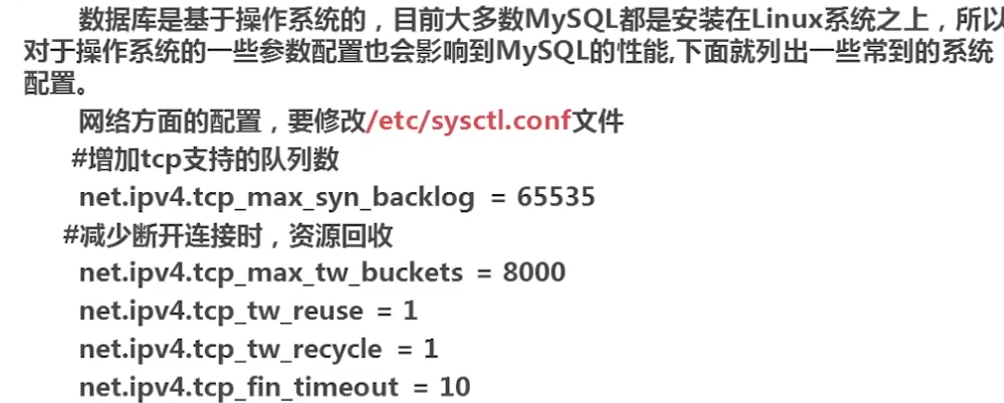 数据库是基于操作系统的，目前大多数MySQL都是安装在Linux系统之上，所以
对于操作系统的一些参数配置也会影响到MySQL的性能,下面就列出一些常到的系统
配置。
网络方面的配置，要修改/etc/sysctl.conf文件
#增加tcp支持的队列数
net.ipv4.tcp_max_syn_backlog = 65535
#减少断开连接时，资源回收
net.ipv4.tcp_max_tw_buckets = 8000
net.ipv4.tcp_tw_reuse = 1
net.ipv4.tcp_tw_recycle = 1
net.ipv4.tcp_fin_timeout = 10